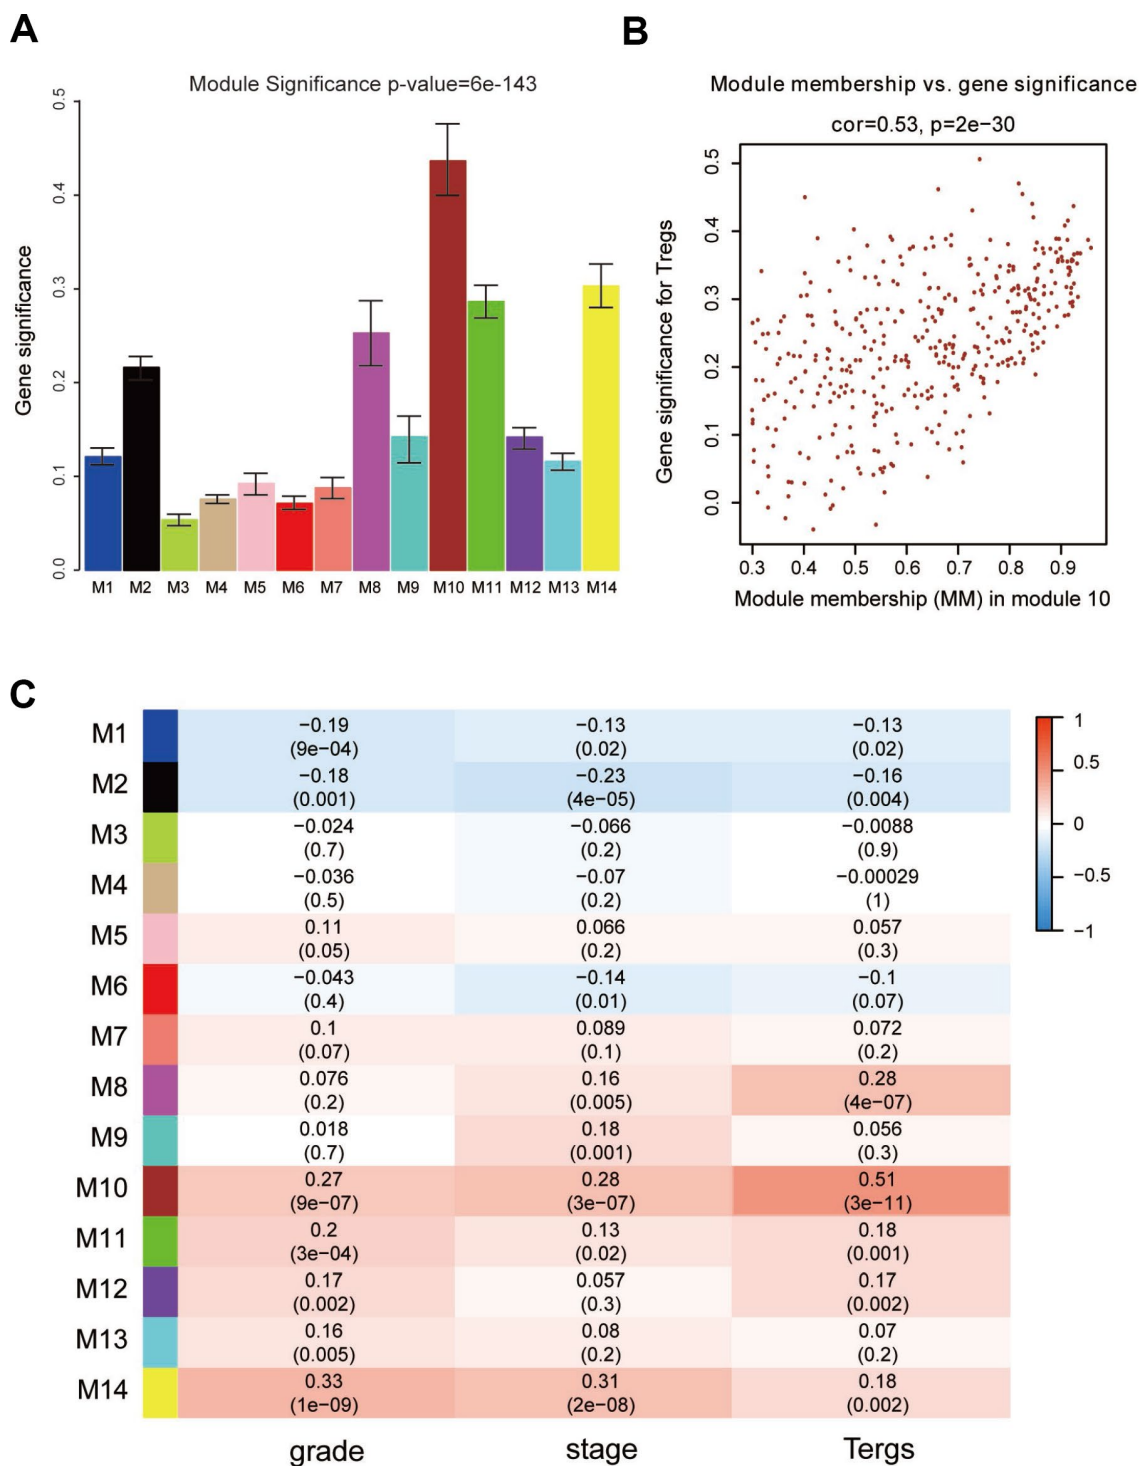 A
Module Significance p-value=6e-143
Gene significance
0.5
0.4
0.3
0.2
0.1
0.0
M1 M2 M3 M4 M5 M6 M7 M8 M9 M10 M11 M12 M13 M14
B
Module membership vs. gene significance
cor=0.53, p=2e−30
Gene significance for Tregs
0.5
0.4
0.3
0.2
0.1
0.0
0.3 0.4 0.5 0.6 0.7 0.8 0.9
Module membership (MM) in module 10
C
M1 −0.19 −0.13 −0.13
(9e−04) (0.02) (0.02)
M2 −0.18 −0.23 −0.16
(0.001) (4e−05) (0.004)
M3 −0.024 −0.066 −0.0088
(0.7) (0.2) (0.9)
M4 −0.036 −0.07 −0.00029
(0.5) (0.2) (1)
M5 0.11 0.066 0.057
(0.05) (0.2) (0.3)
M6 −0.043 −0.14 −0.1
(0.4) (0.01) (0.07)
M7 0.1 0.089 0.072
(0.07) (0.1) (0.2)
M8 0.076 0.16 0.28
(0.2) (0.005) (4e−07)
M9 0.018 0.18 0.056
(0.7) (0.001) (0.3)
M10 0.27 0.28 0.51
(9e−07) (3e−07) (3e−11)
M11 0.2 0.13 0.18
(3e−04) (0.02) (0.001)
M12 0.17 0.057 0.17
(0.002) (0.3) (0.002)
M13 0.16 0.08 0.07
(0.005) (0.2) (0.2)
M14 0.33 0.31 0.18
(1e−09) (2e−08) (0.002)
grade stage Tergs
1
0.5
0
−0.5
−1